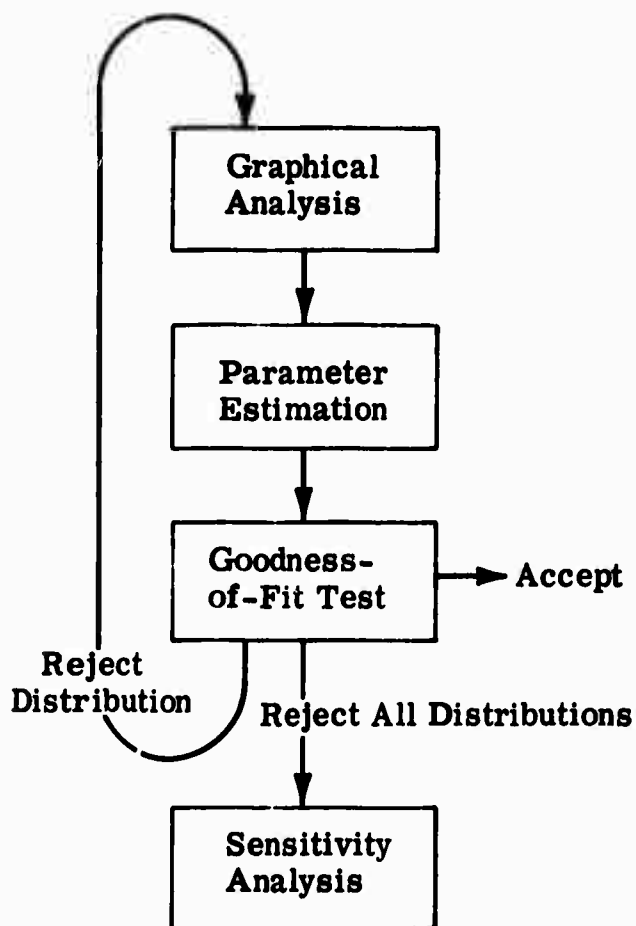 Graphical
Analysis
Parameter
Estimation
Goodness-
of-Fit Test
Accept
Reject
Distribution
Reject All Distributions
Sensitivity
Analysis